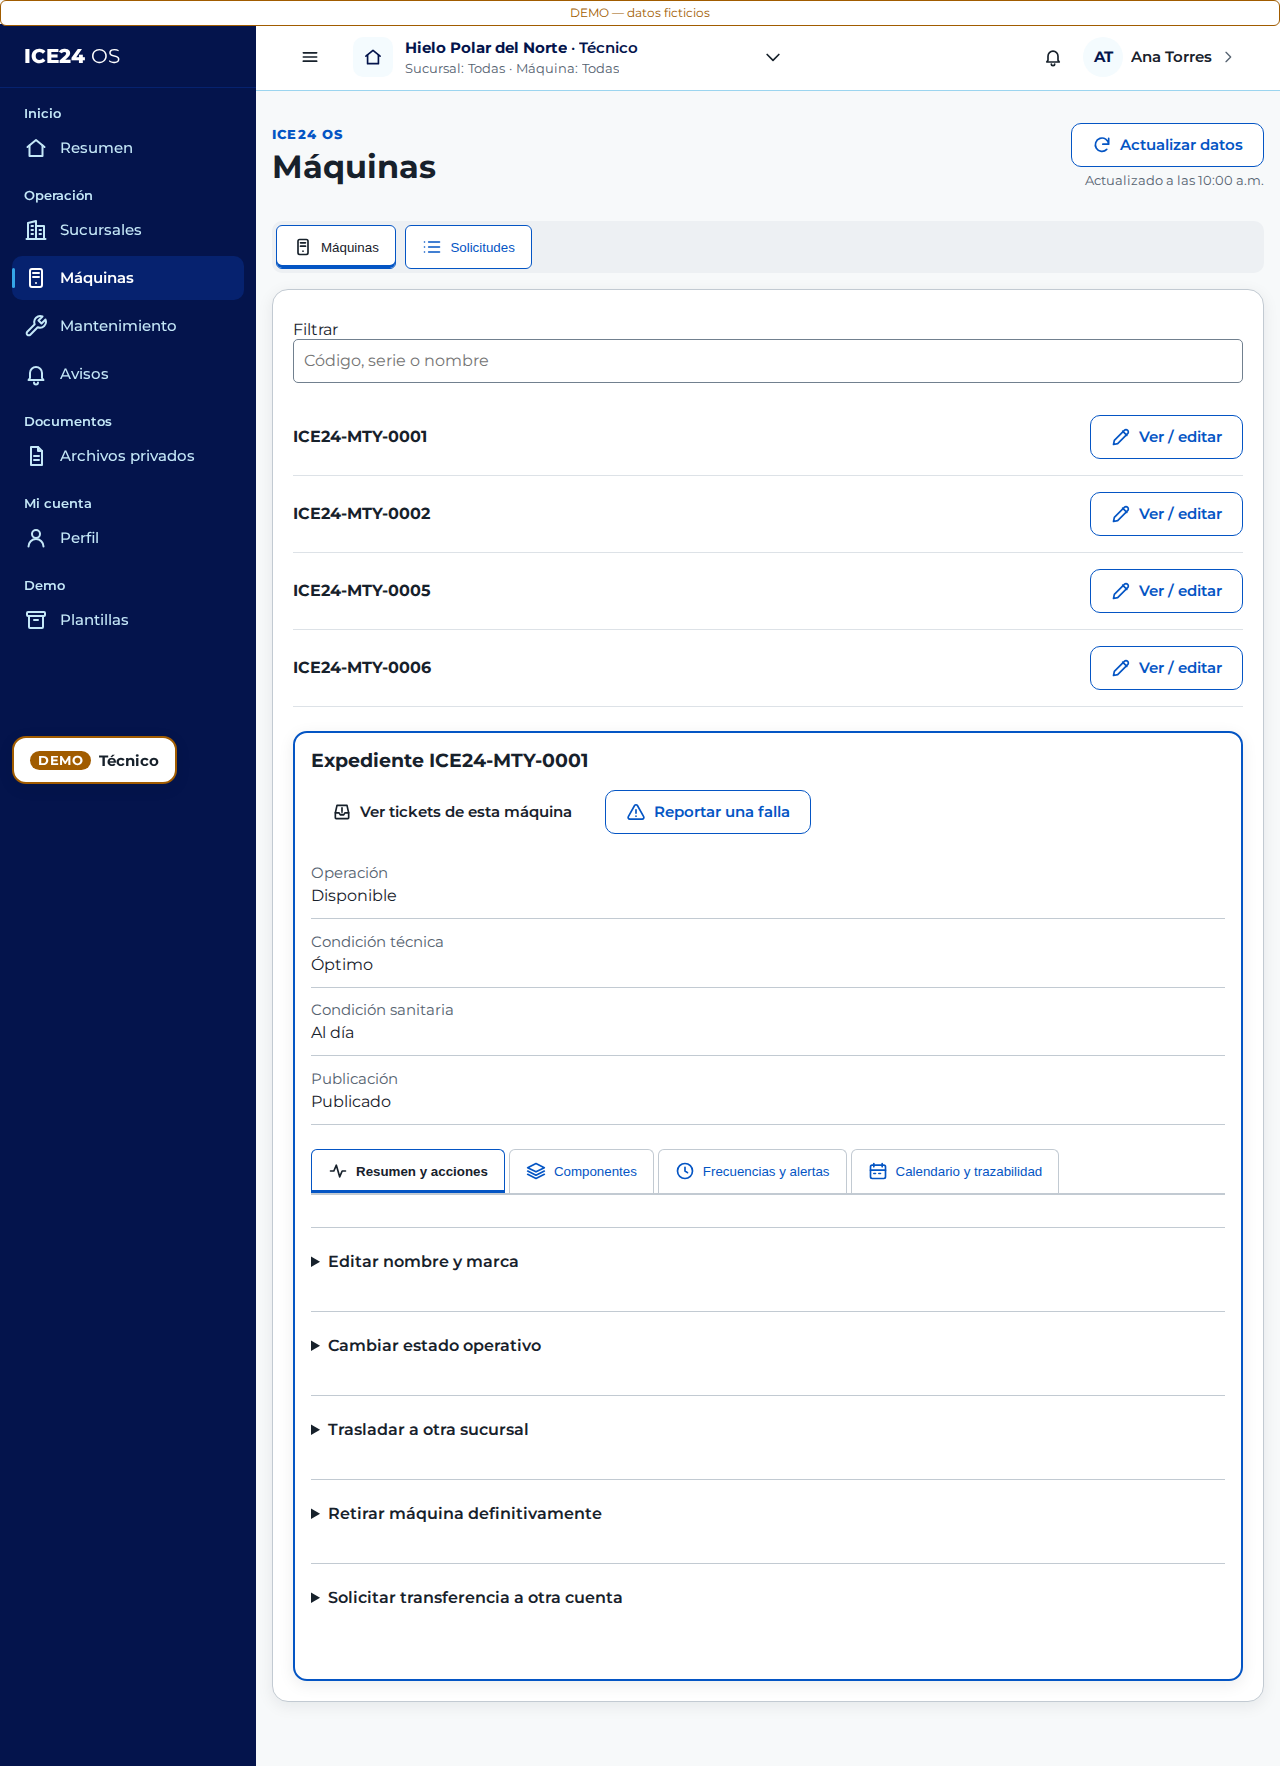 DEMO — datos ficticios
ICE24 OS
Inicio
Resumen
Operación
Sucursales
Máquinas
Mantenimiento
Avisos
Documentos
Archivos privados
Mi cuenta
Perfil
Demo
Plantillas
DEMO Técnico
Hielo Polar del Norte · Técnico
Sucursal: Todas · Máquina: Todas
AT Ana Torres
ICE24 OS
Máquinas
Actualizar datos
Actualizado a las 10:00 a.m.
Máquinas
Solicitudes
Filtrar
Código, serie o nombre
ICE24-MTY-0001
Ver / editar
ICE24-MTY-0002
Ver / editar
ICE24-MTY-0005
Ver / editar
ICE24-MTY-0006
Ver / editar
Expediente ICE24-MTY-0001
Ver tickets de esta máquina
Reportar una falla
Operación
Disponible
Condición técnica
Óptimo
Condición sanitaria
Al día
Publicación
Publicado
Resumen y acciones
Componentes
Frecuencias y alertas
Calendario y trazabilidad
Editar nombre y marca
Cambiar estado operativo
Trasladar a otra sucursal
Retirar máquina definitivamente
Solicitar transferencia a otra cuenta